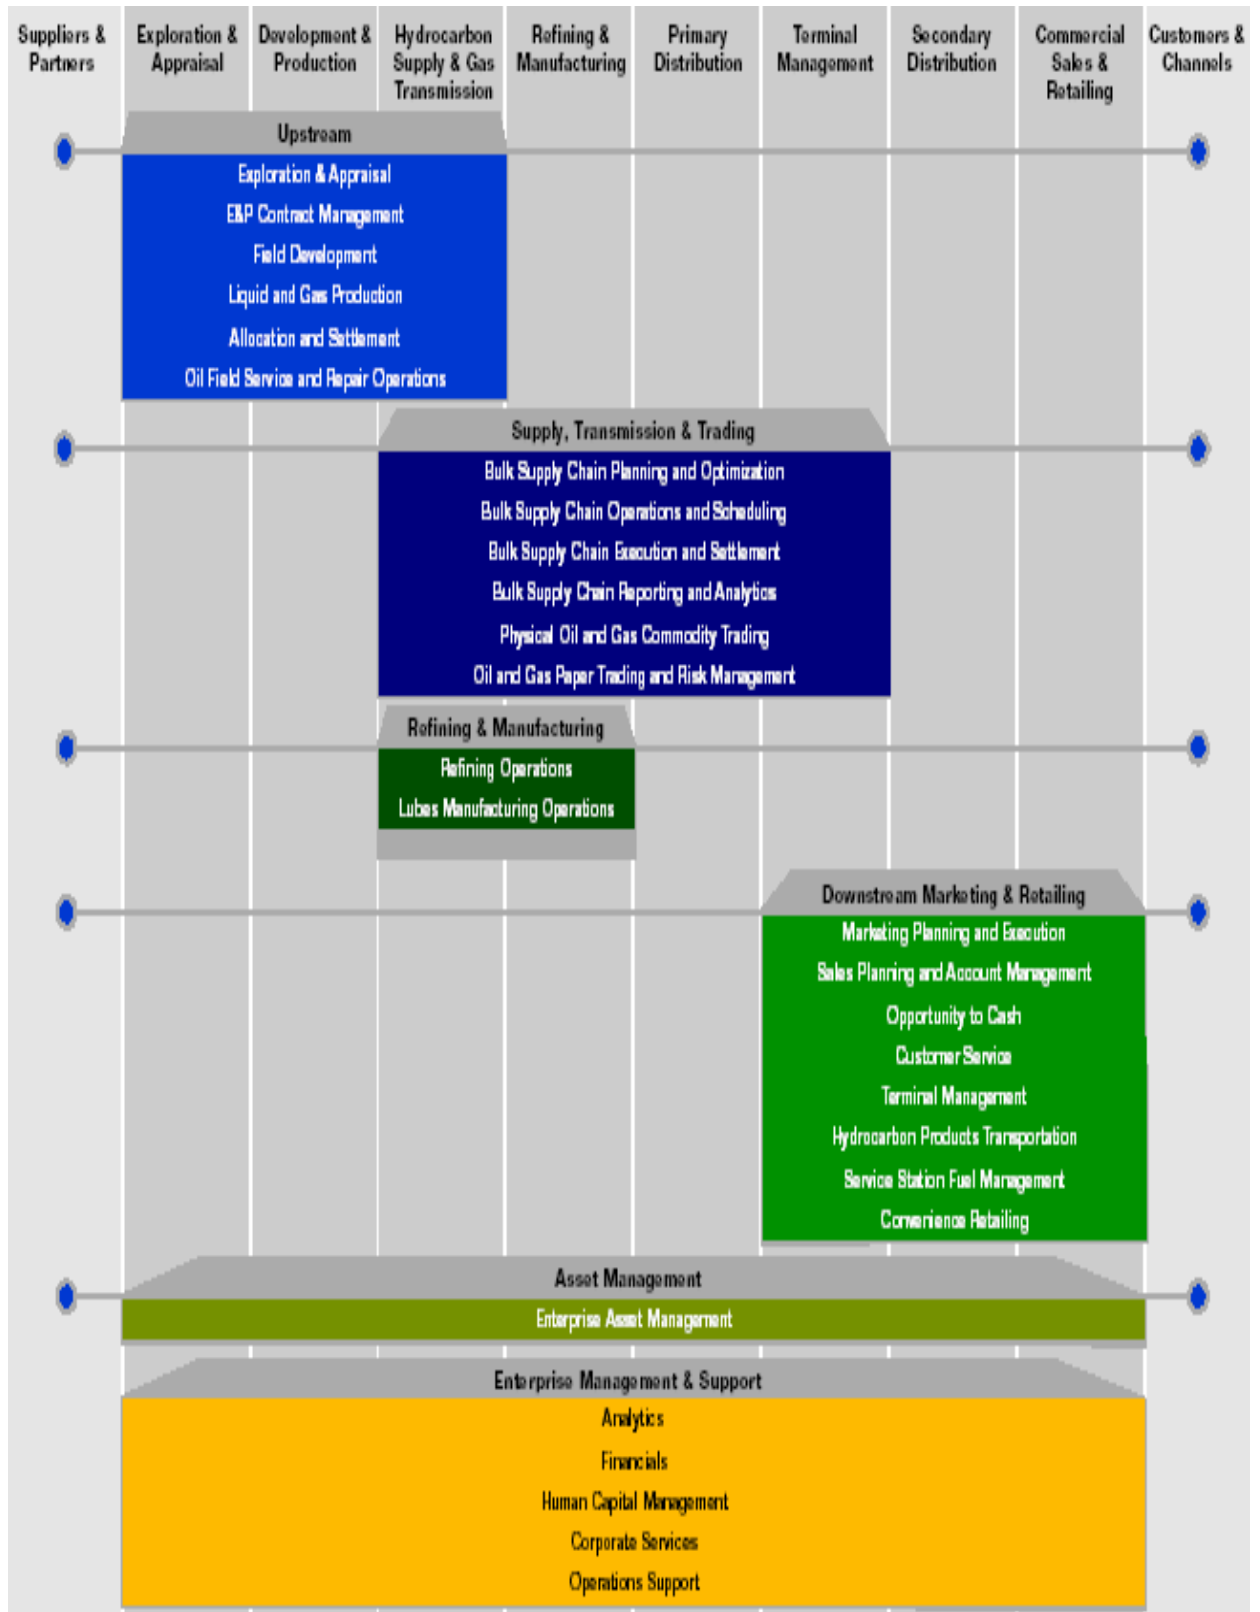 Suppliers & Partners
Exploration & Appraisal
Development & Production
Hydrocarbon Supply & Gas Transmission
Refining & Manufacturing
Primary Distribution
Terminal Management
Secondary Distribution
Commercial Sales & Retailing
Customers & Channels
Upstream
Exploration & Appraisal
E&P Contract Management
Field Development
Liquid and Gas Production
Allocation and Settlement
Oil Field Service and Repair Operations
Supply, Transmission & Trading
Bulk Supply Chain Planning and Optimization
Bulk Supply Chain Operations and Scheduling
Bulk Supply Chain Execution and Settlement
Bulk Supply Chain Reporting and Analytics
Physical Oil and Gas Commodity Trading
Oil and Gas Paper Trading and Risk Management
Refining & Manufacturing
Refining Operations
Lubes Manufacturing Operations
Downstream Marketing & Retailing
Marketing Planning and Execution
Sales Planning and Account Management
Opportunity to Cash
Customer Service
Terminal Management
Hydrocarbon Products Transportation
Service Station Fuel Management
Convenience Retailing
Asset Management
Enterprise Asset Management
Enterprise Management & Support
Analytics
Financials
Human Capital Management
Corporate Services
Operations Support